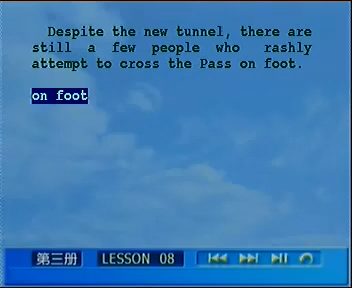 Despite the new tunnel, there are
still a few people who rashly
attempt to cross the Pass on foot.
on foot
第三册 LESSON 08